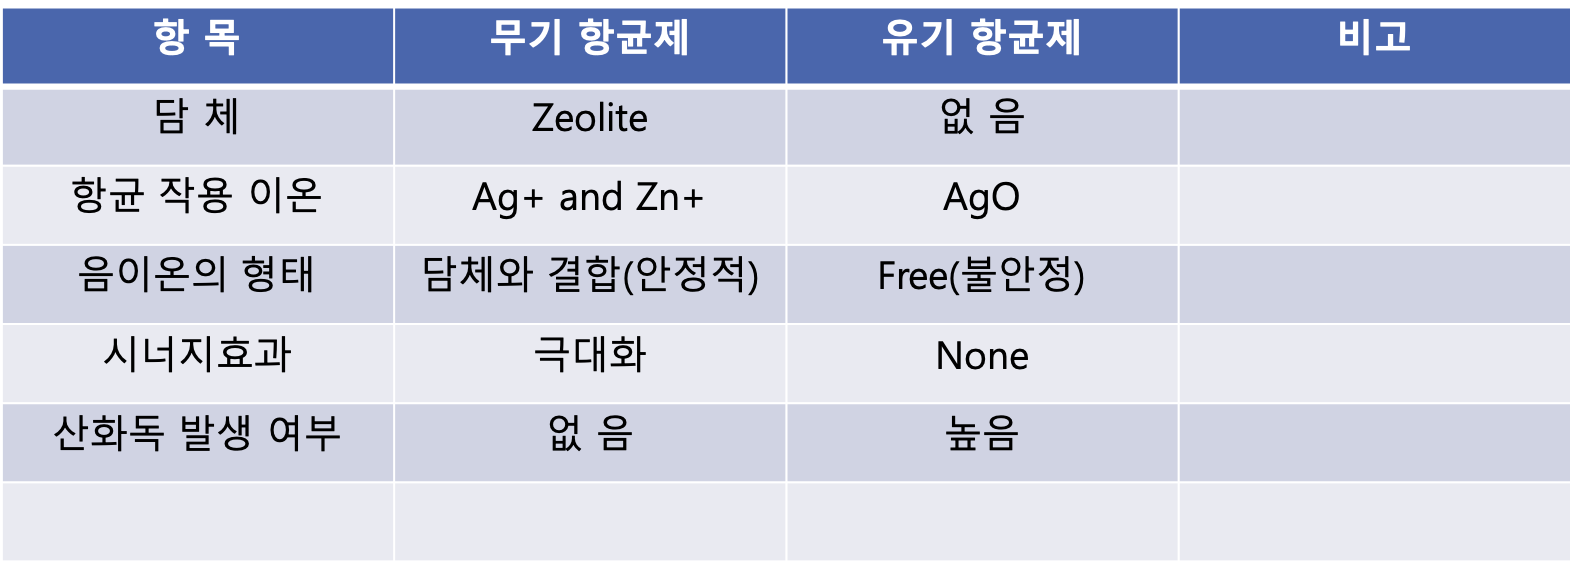 항 목 무기 항균제 유기 항균제 비고
담 체 Zeolite 없 음
항균 작용 이온 Ag+ and Zn+ AgO
음이온의 형태 담체와 결합(안정적) Free(불안정)
시너지효과 극대화 None
산화독 발생 여부 없 음 높음